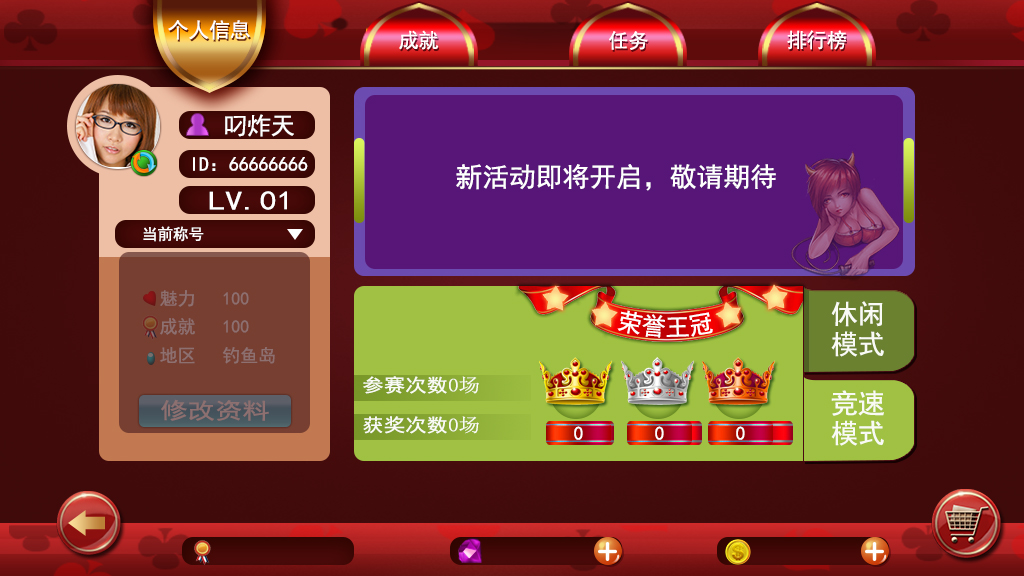 个人信息
成就
任务
排行榜
叼炸天
ID: 66666666
LV. 01
当前称号
魅力 100
成就 100
地区 钓鱼岛
修改资料
新活动即将开启，敬请期待
荣誉王冠
参赛次数0场
获奖次数0场
0 0 0
休闲
模式
竞速
模式